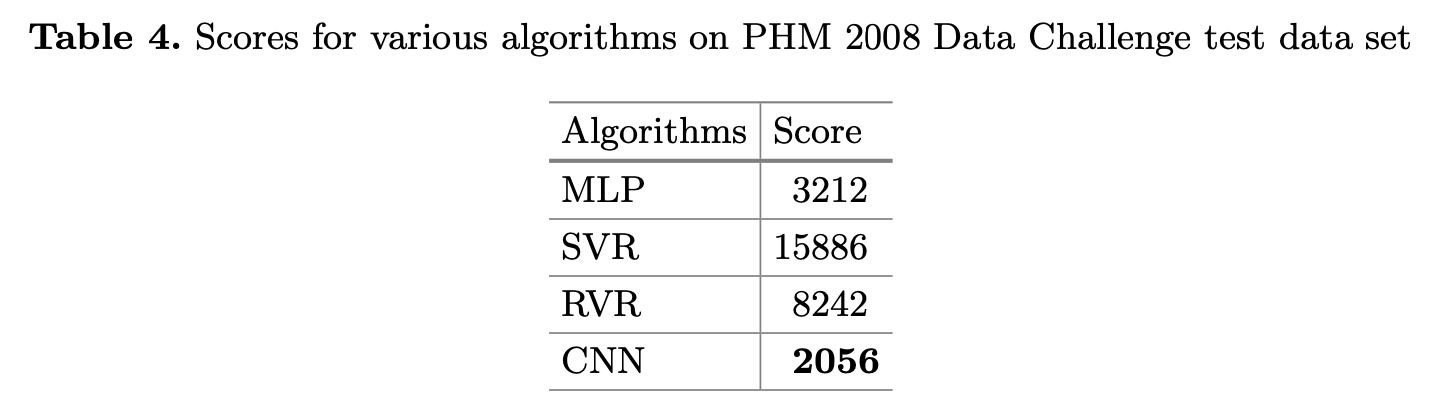 Table 4. Scores for various algorithms on PHM 2008 Data Challenge test data set
Algorithms Score
MLP 3212
SVR 15886
RVR 8242
CNN 2056